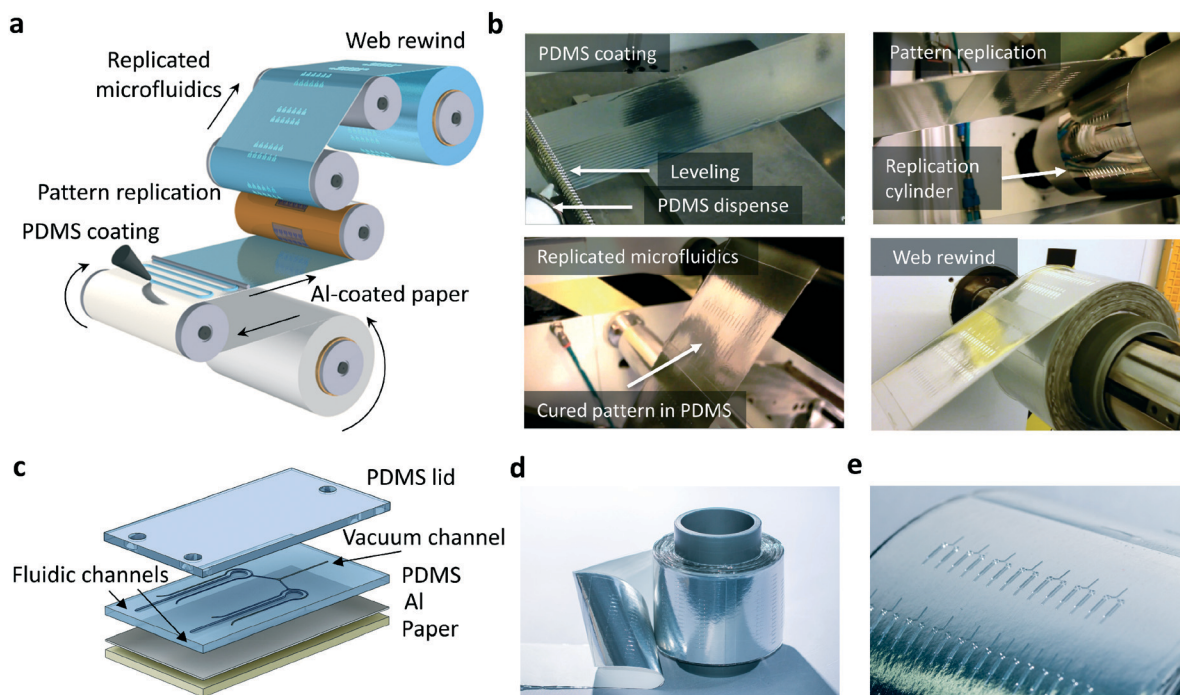 a
Web rewind
Replicated
microfluidics
Pattern replication
PDMS coating
Al-coated paper
b
PDMS coating
Leveling
PDMS dispense
Pattern replication
Replication
cylinder
Replicated microfluidics
Cured pattern in PDMS
Web rewind
c
PDMS lid
Vacuum channel
Fluidic channels
PDMS
Al
Paper
d
e